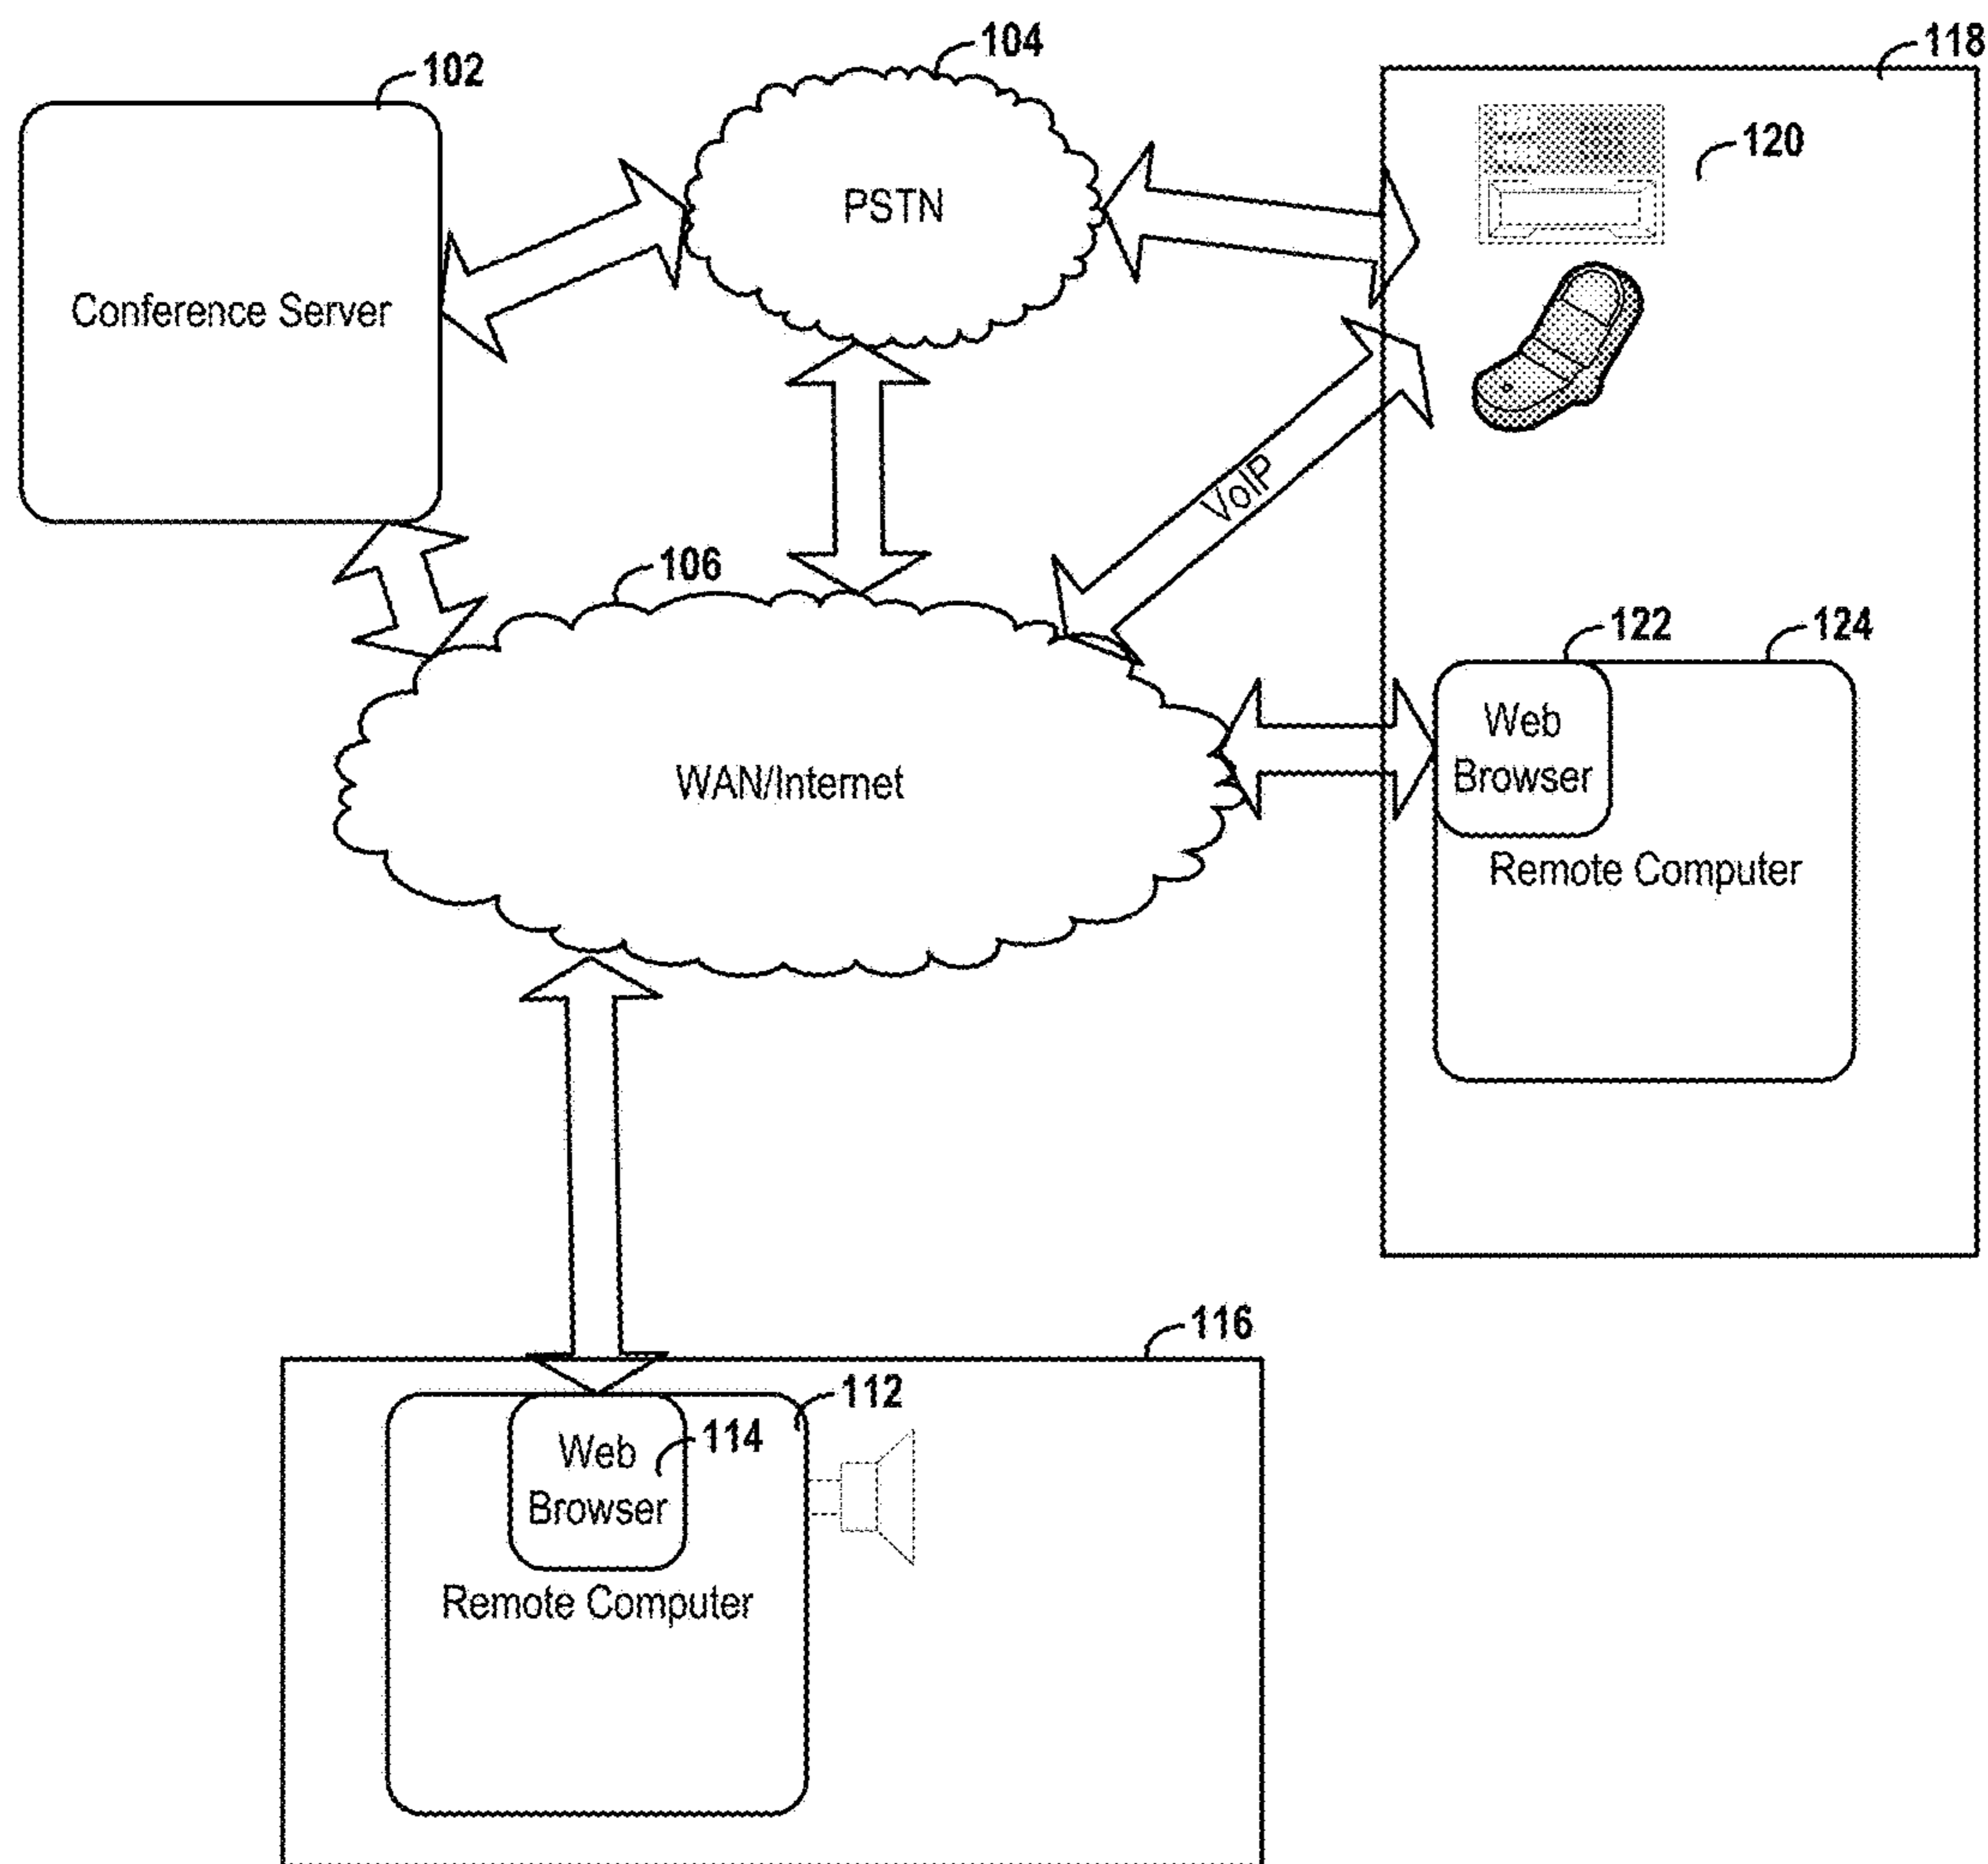 104
118
102
120
PSTN
Conference Server
VoIP
106
122
124
Web
Browser
WAN/Internet
Remote Computer
116
112
114
Web
Browser
Remote Computer